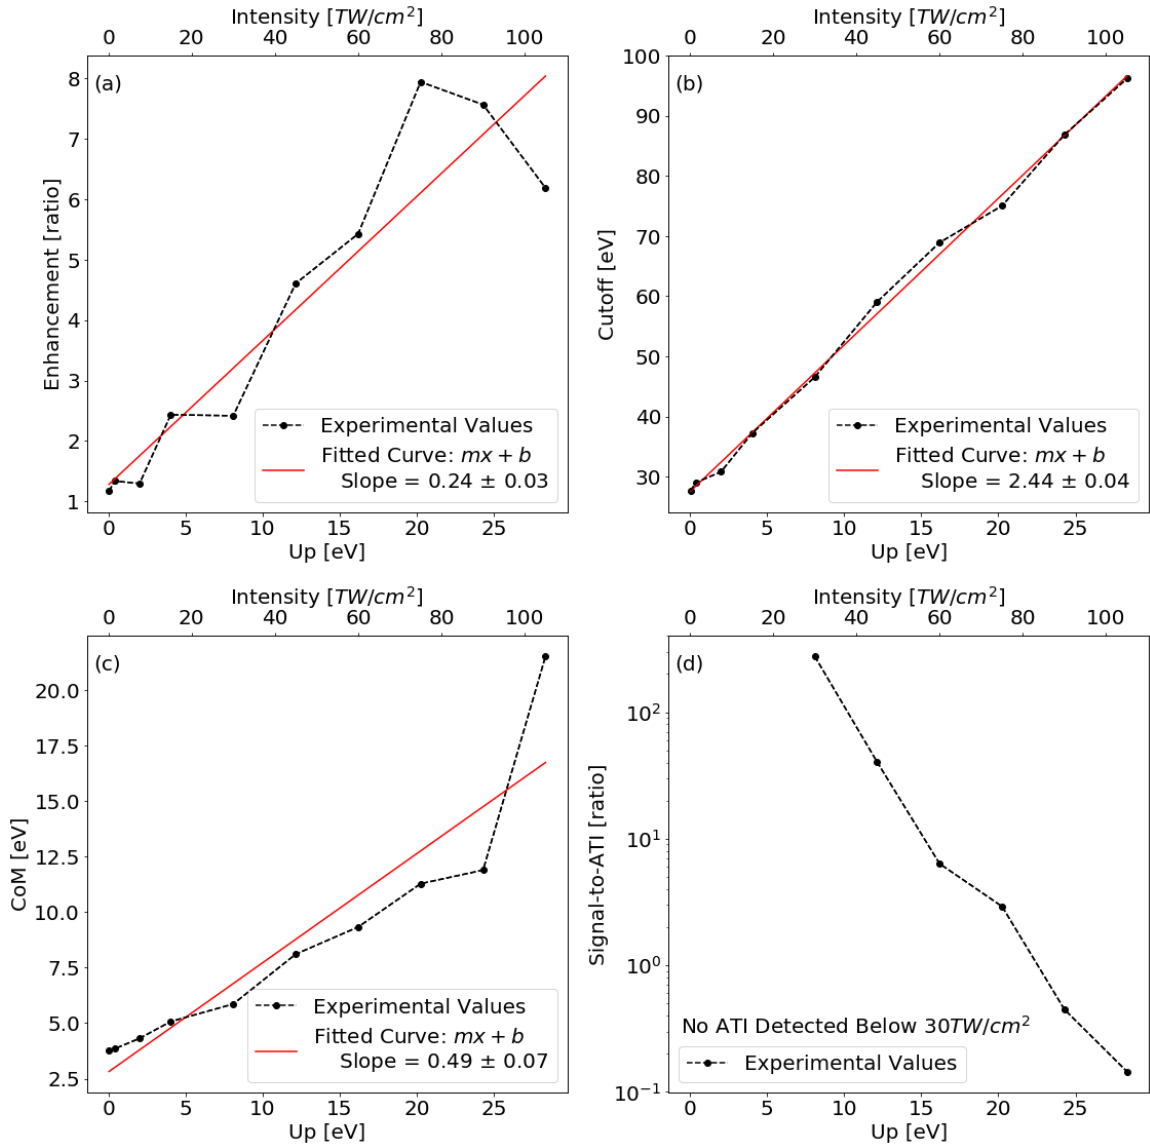 Intensity [TW/cm²]
0 20 40 60 80 100
(a)
8
7
6
5
4
3
2
1
Enhancement [ratio]
Experimental Values
Fitted Curve: mx + b
Slope = 0.24 ± 0.03
0 5 10 15 20 25
Up [eV]
Intensity [TW/cm²]
0 20 40 60 80 100
(b)
100
90
80
70
60
50
40
30
Cutoff [eV]
Experimental Values
Fitted Curve: mx + b
Slope = 2.44 ± 0.04
0 5 10 15 20 25
Up [eV]
Intensity [TW/cm²]
0 20 40 60 80 100
(c)
20.0
17.5
15.0
12.5
10.0
7.5
5.0
2.5
CoM [eV]
Experimental Values
Fitted Curve: mx + b
Slope = 0.49 ± 0.07
0 5 10 15 20 25
Up [eV]
Intensity [TW/cm²]
0 20 40 60 80 100
(d)
10²
10¹
10⁰
10⁻¹
Signal-to-ATI [ratio]
No ATI Detected Below 30TW/cm²
Experimental Values
0 5 10 15 20 25
Up [eV]